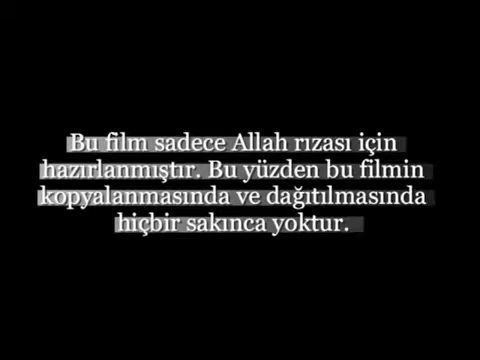 Bu film sadece Allah rızası için
hazırlanmıştır. Bu yüzden bu filmin
kopyalanmasında ve dağıtılmasında
hiçbir sakınca yoktur.